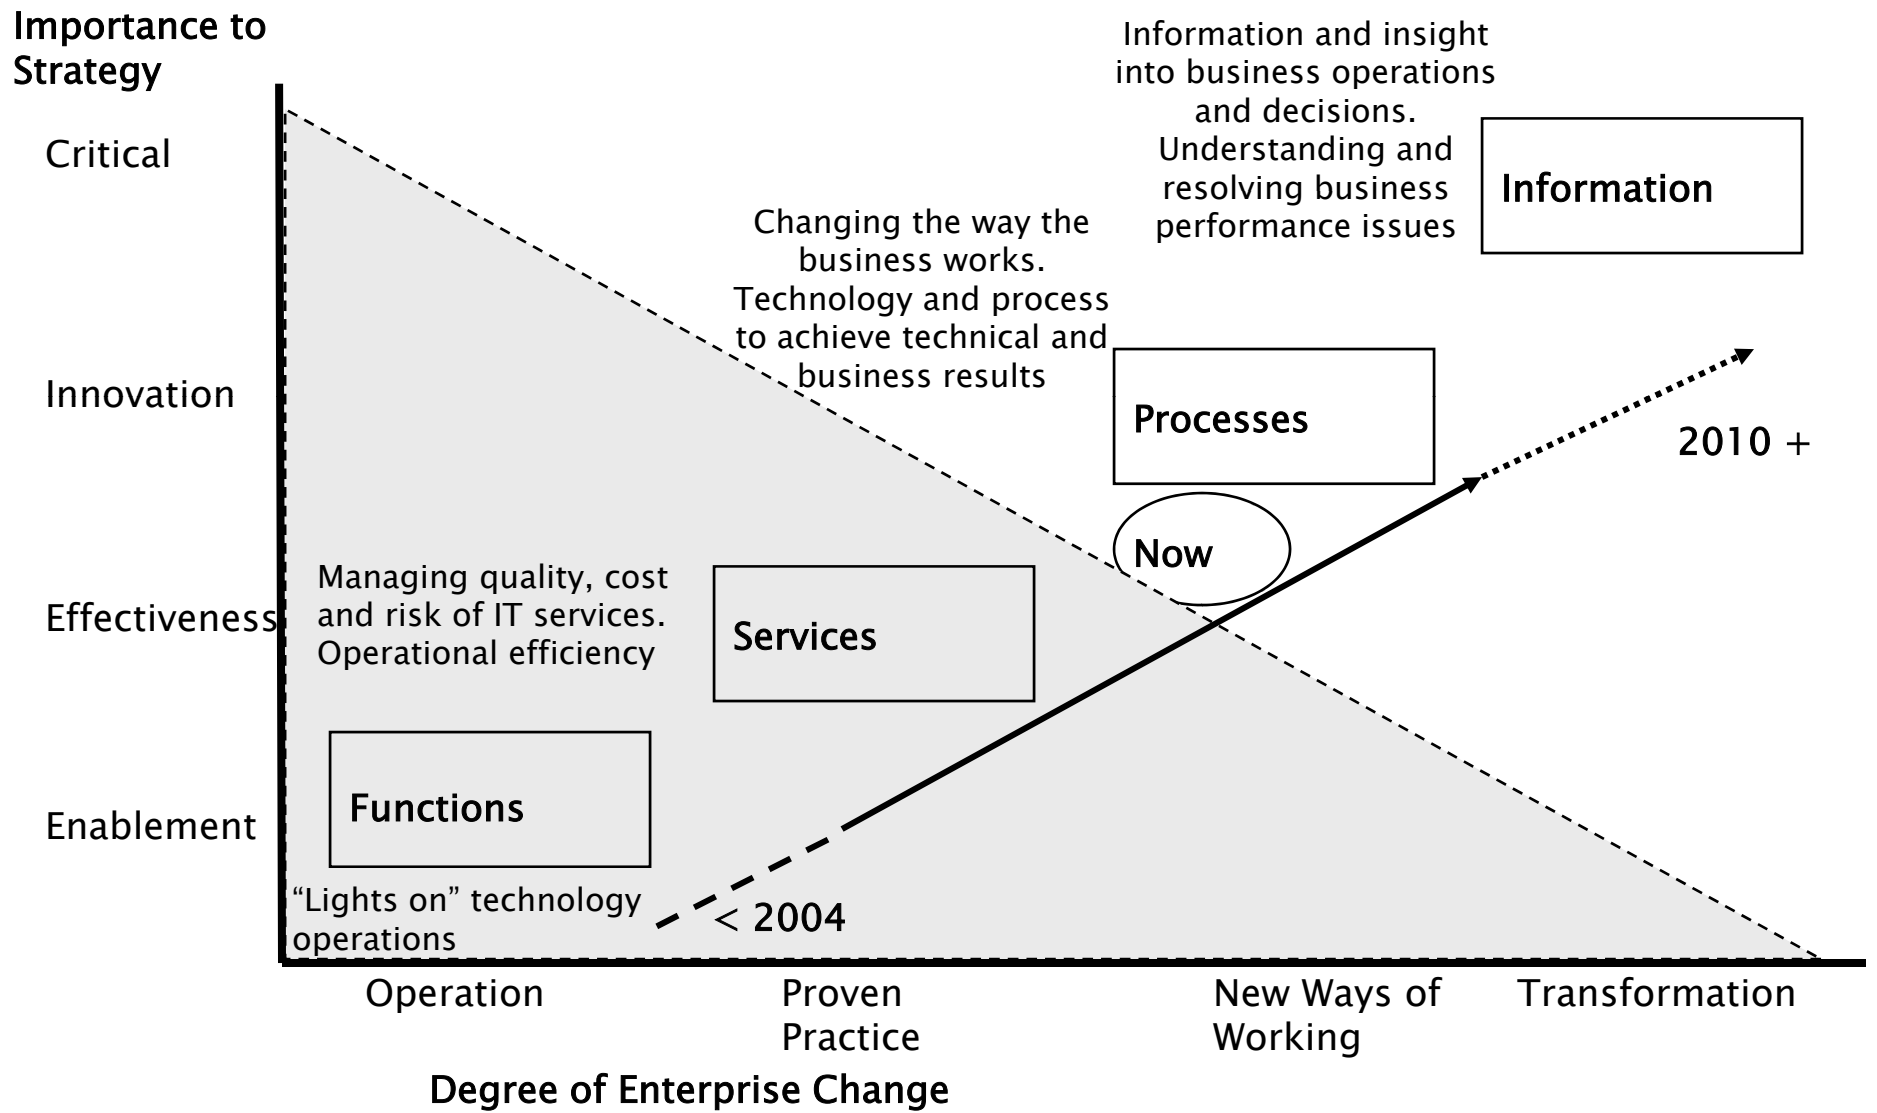 Importance to
Strategy
Information and insight
into business operations
and decisions.
Understanding and
resolving business
performance issues
Critical
Information
Changing the way the
business works.
Technology and process
to achieve technical and
business results
Innovation
Processes
2010 +
Now
Effectiveness
Managing quality, cost
and risk of IT services.
Operational efficiency
Services
Enablement
Functions
“Lights on” technology
operations
< 2004
Operation
Proven
Practice
New Ways of
Working
Transformation
Degree of Enterprise Change